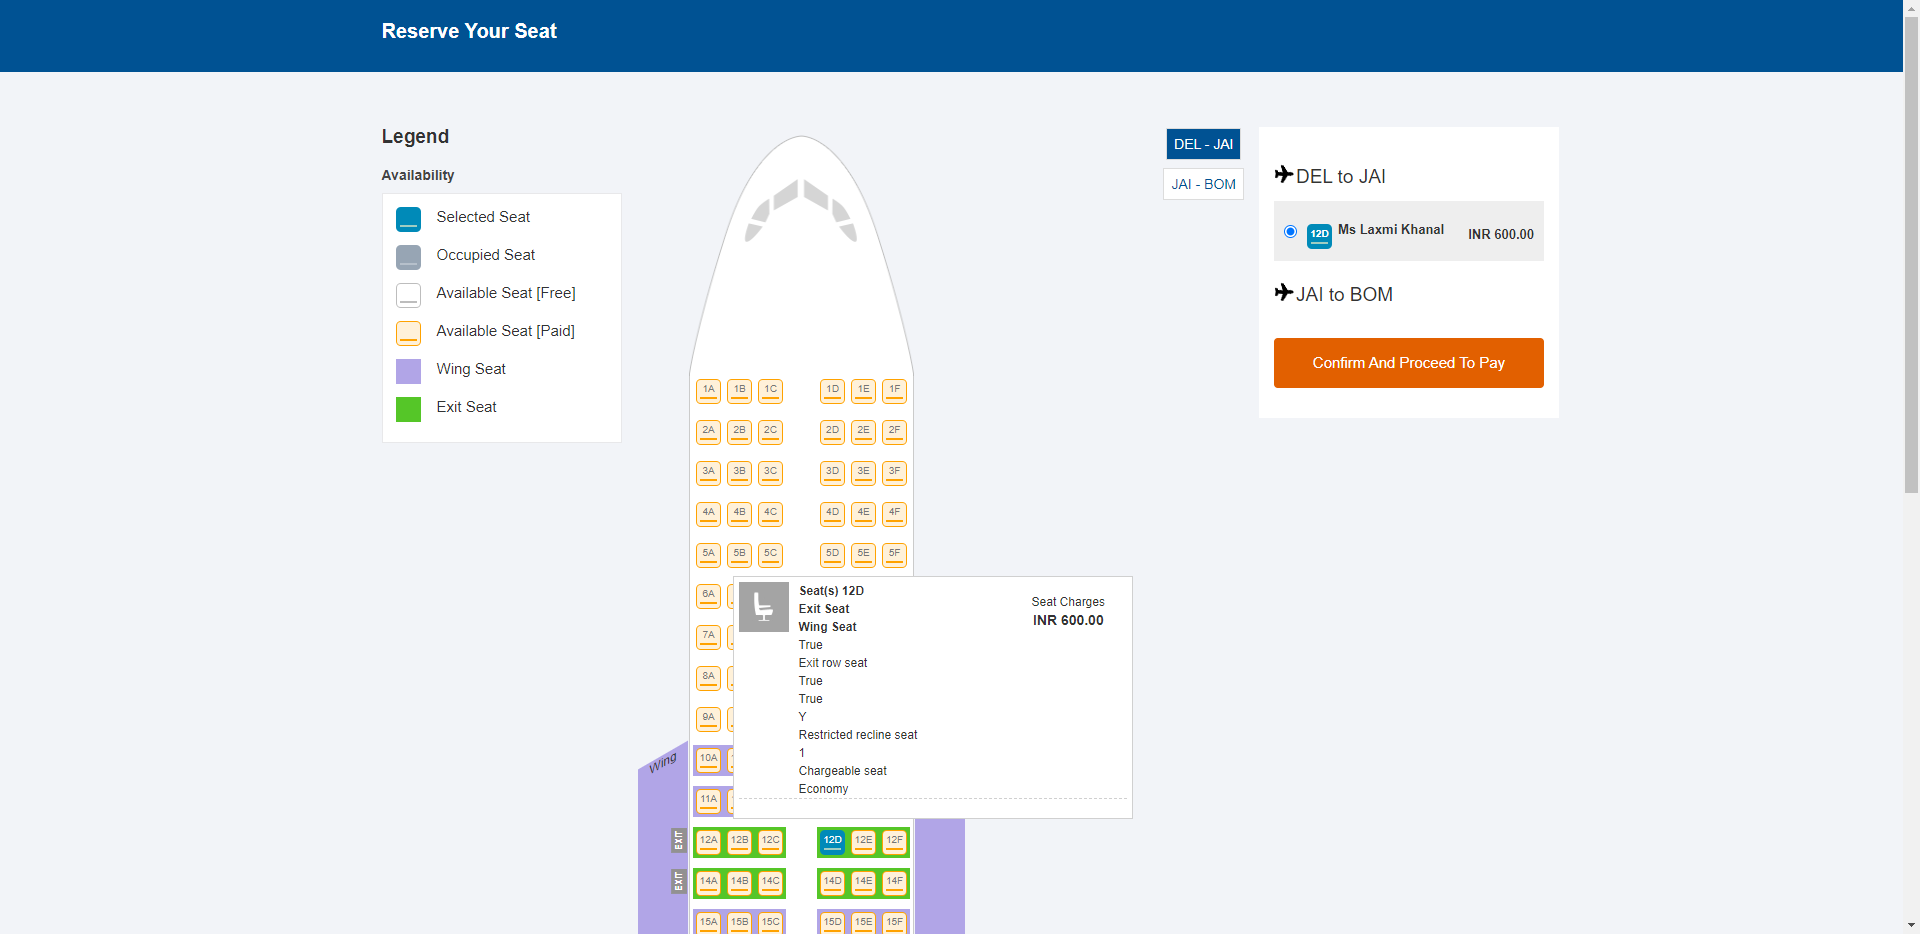 Reserve Your Seat
Legend
Availability
Selected Seat
Occupied Seat
Available Seat [Free]
Available Seat [Paid]
Wing Seat
Exit Seat
1A 1B 1C 1D 1E 1F
2A 2B 2C 2D 2E 2F
3A 3B 3C 3D 3E 3F
4A 4B 4C 4D 4E 4F
5A 5B 5C 5D 5E 5F
6A
7A
8A
9A
Wing
10A
11A
Seat(s) 12D
Exit Seat
Wing Seat
True
Exit row seat
True
True
Y
Restricted recline seat
1
Chargeable seat
Economy
Seat Charges
INR 600.00
EXIT 12A 12B 12C 12D 12E 12F
EXIT 14A 14B 14C 14D 14E 14F
15A 15B 15C 15D 15E 15F
DEL - JAI
JAI - BOM
DEL to JAI
12D Ms Laxmi Khanal INR 600.00
JAI to BOM
Confirm And Proceed To Pay